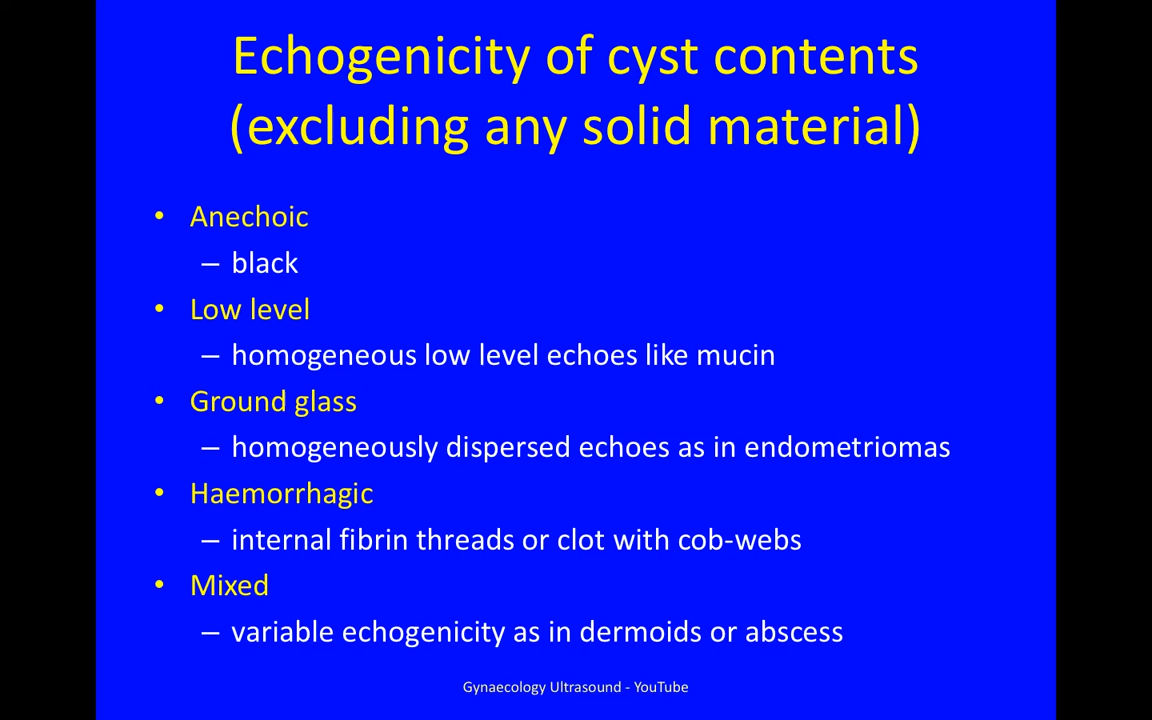 Echogenicity of cyst contents
(excluding any solid material)
• Anechoic
– black
• Low level
– homogeneous low level echoes like mucin
• Ground glass
– homogeneously dispersed echoes as in endometriomas
• Haemorrhagic
– internal fibrin threads or clot with cob-webs
• Mixed
– variable echogenicity as in dermoids or abscess
Gynaecology Ultrasound - YouTube